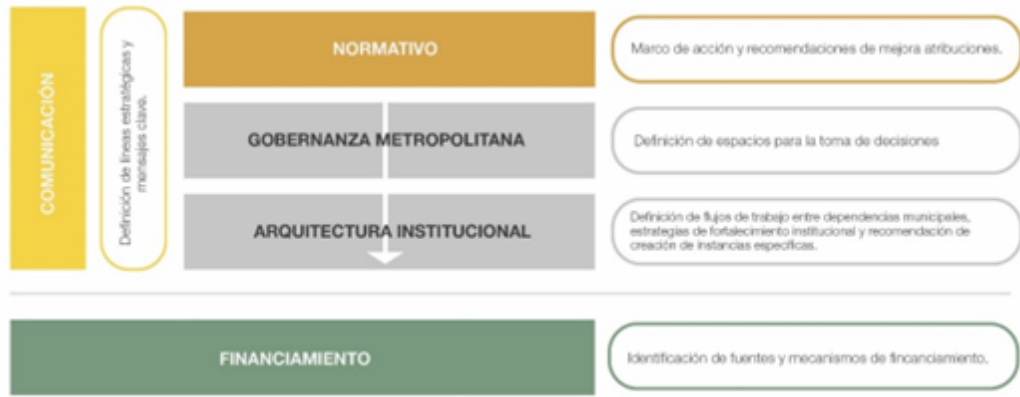 COMUNICACIÓN
Definición de líneas estratégicas y
mensajes clave.
NORMATIVO
Marco de acción y recomendaciones de mejora atribuciones.
GOBERNANZA METROPOLITANA
Definición de espacios para la toma de decisiones
ARQUITECTURA INSTITUCIONAL
Definición de flujos de trabajo entre dependencias municipales,
estrategias de fortalecimiento institucional y recomendación de
creación de instancias específicas.
FINANCIAMIENTO
Identificación de fuentes y mecanismos de fincanciamiento.